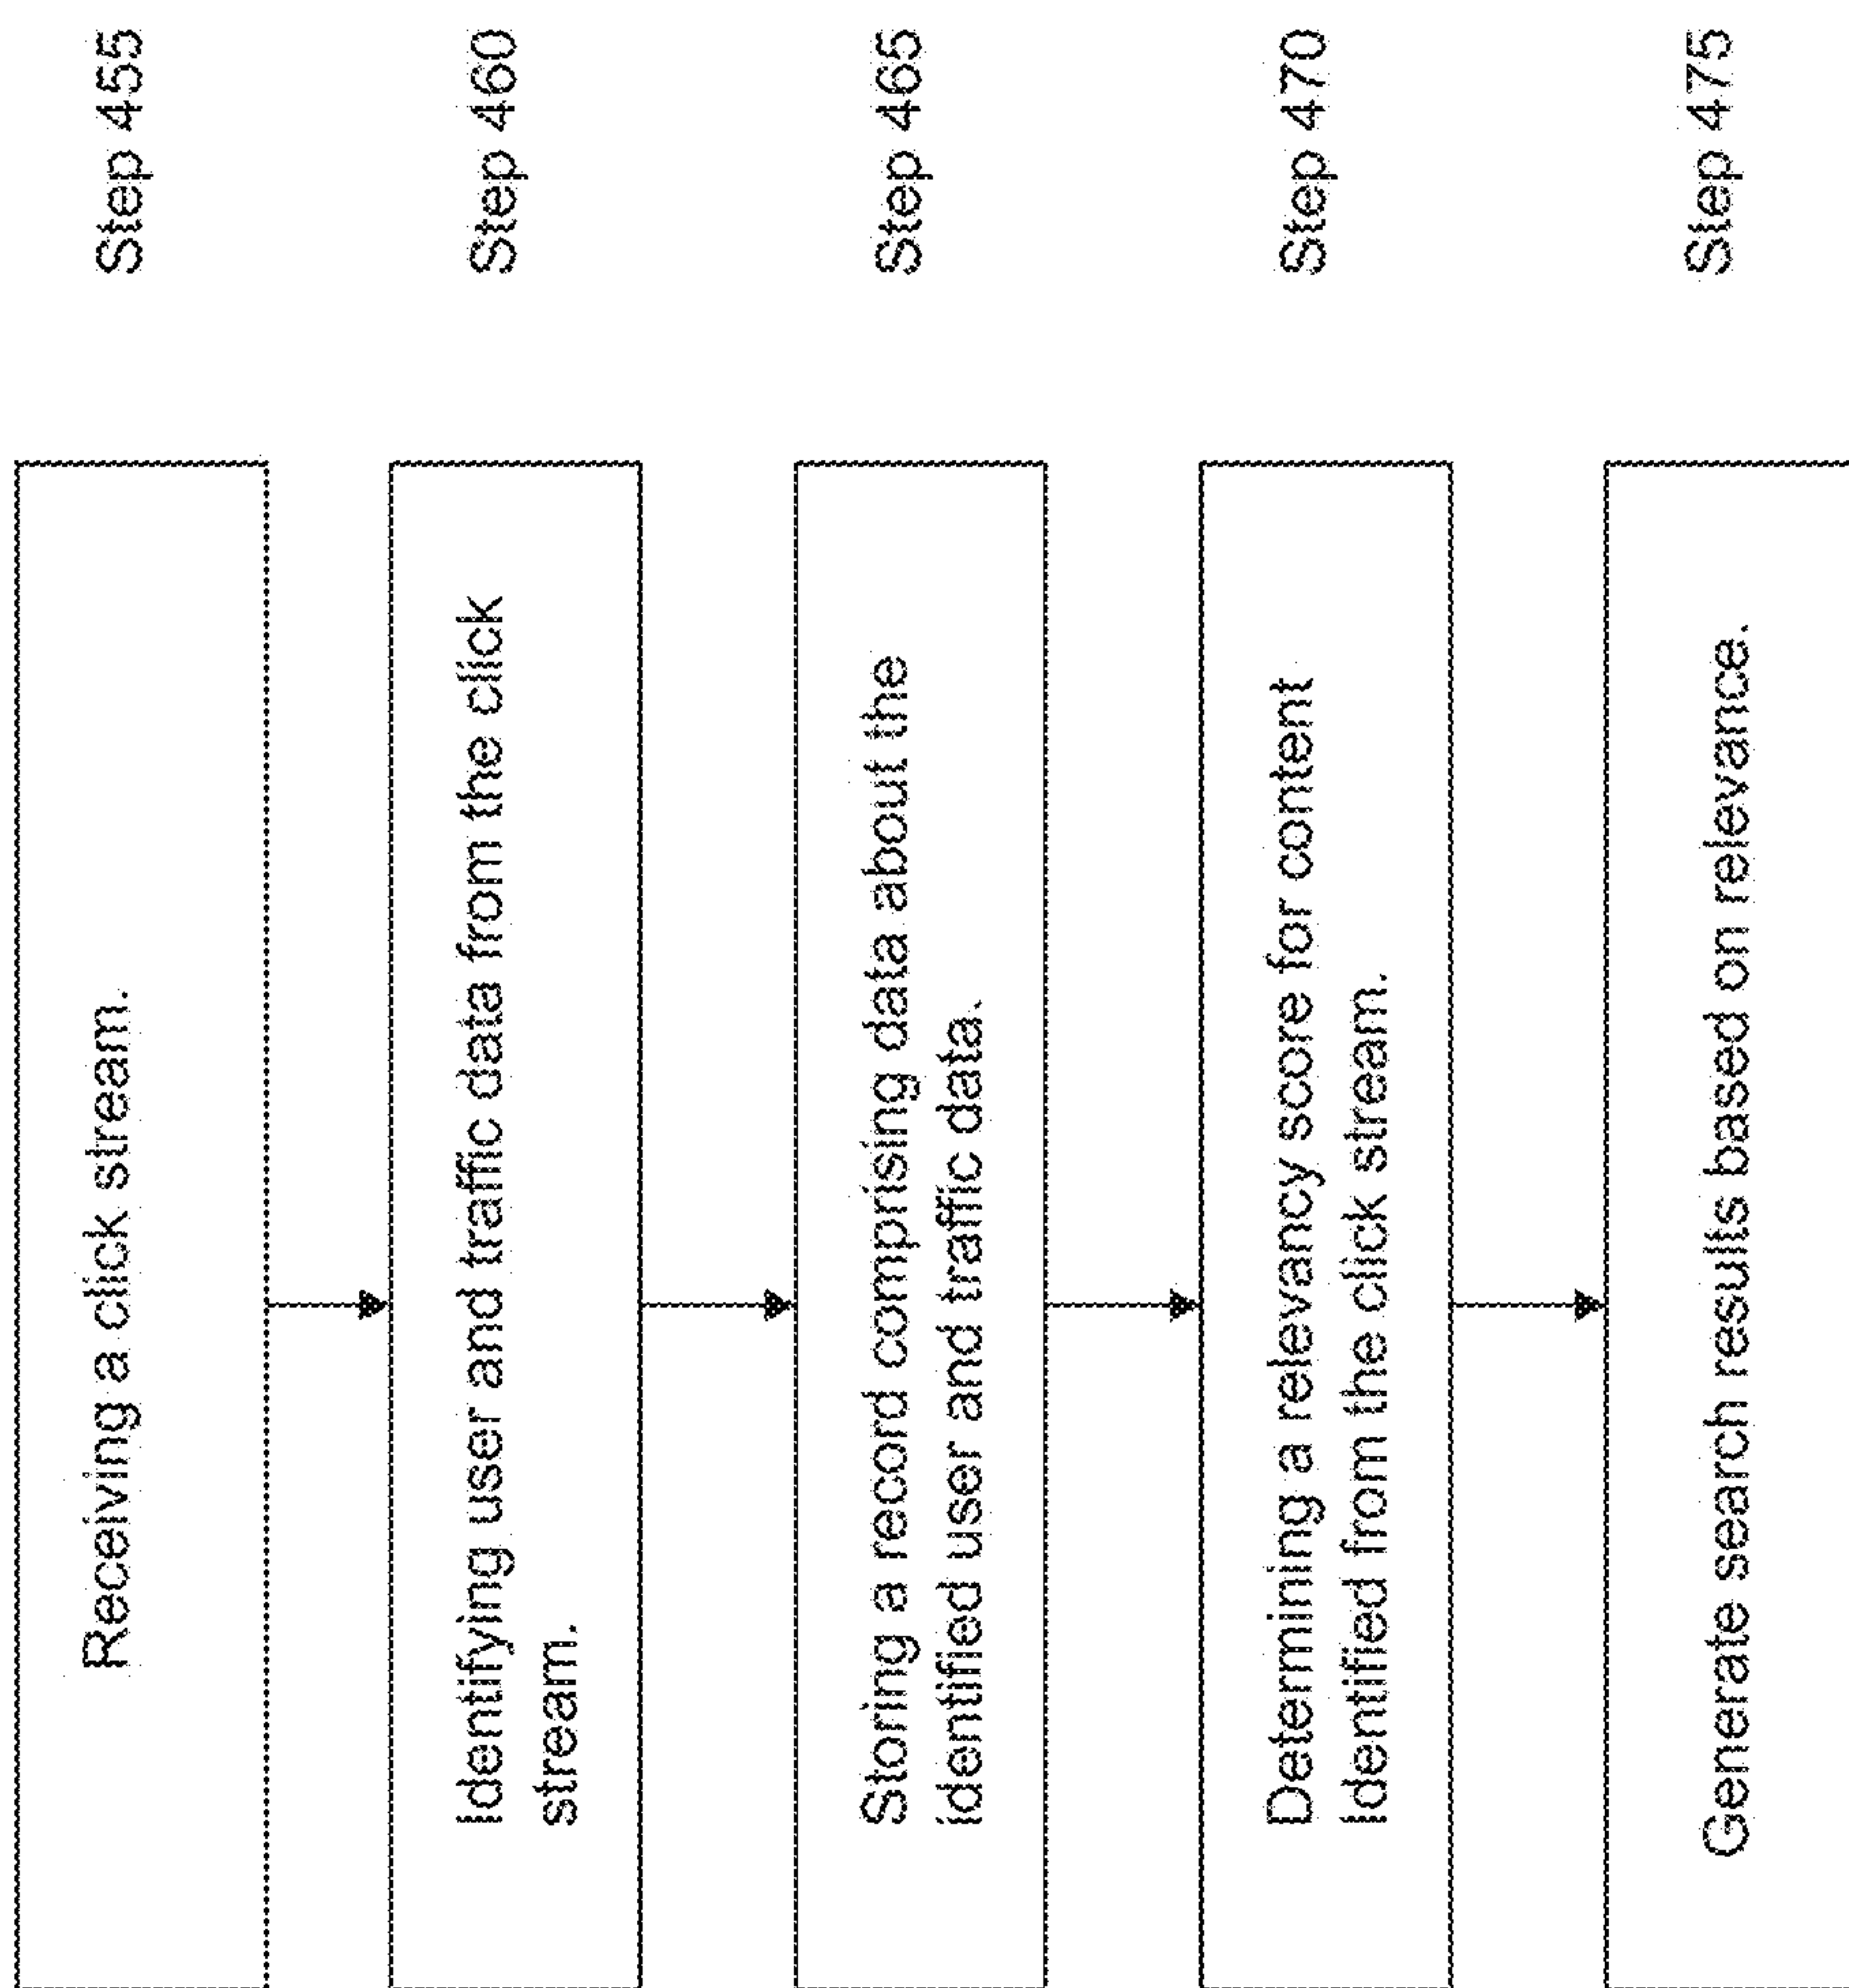 Receiving a click stream.
Step 455
Identifying user and traffic data from the click
stream.
Step 460
Storing a record comprising data about the
identified user and traffic data.
Step 465
Determining a relevancy score for content
identified from the click stream.
Step 470
Generate search results based on relevance.
Step 475